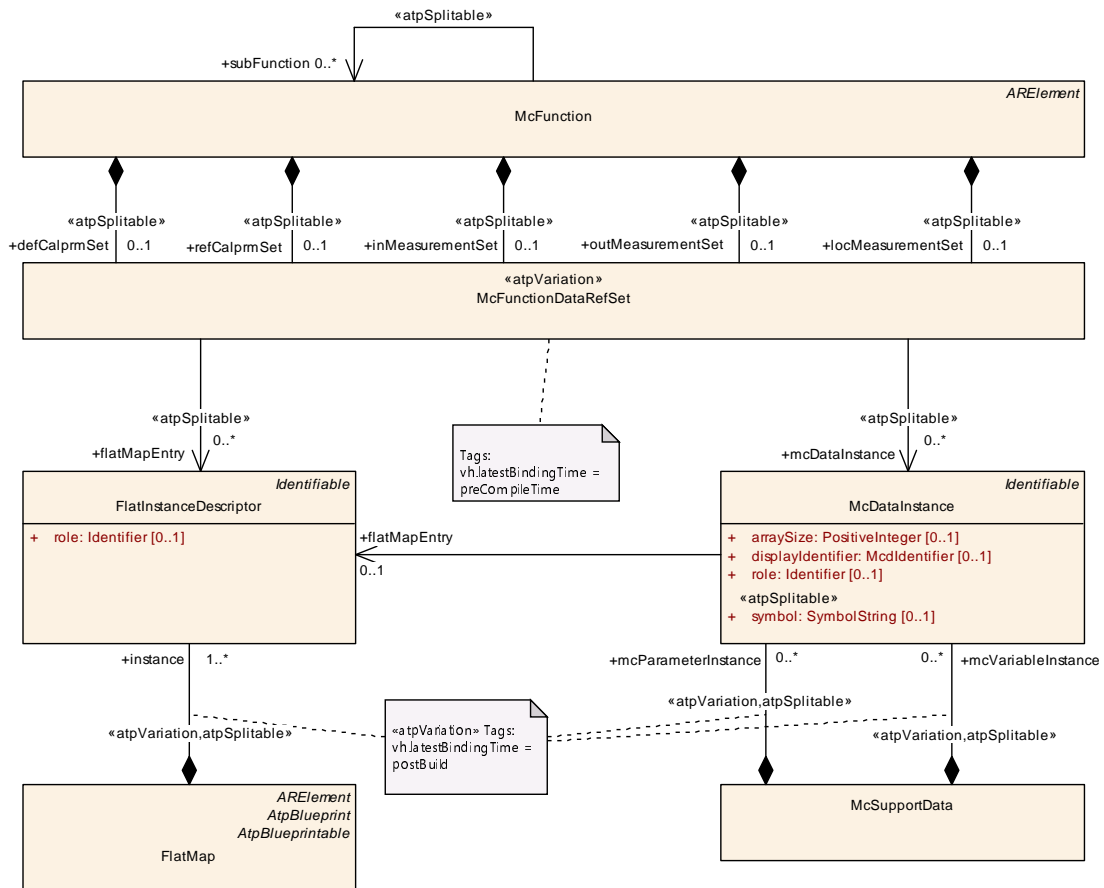 «atpSplitable»
+subFunction 0..*
ARElement
McFunction
«atpSplitable» «atpSplitable» «atpSplitable» «atpSplitable» «atpSplitable»
+defCalprmSet 0..1 +refCalprmSet 0..1 +inMeasurementSet 0..1 +outMeasurementSet 0..1 +locMeasurementSet 0..1
«atpVariation»
McFunctionDataRefSet
«atpSplitable» «atpSplitable»
0..* 0..*
+flatMapEntry +mcDataInstance
Tags:
vh.latestBindingTime =
preCompileTime
Identifiable
FlatInstanceDescriptor
+ role: Identifier [0..1]
+flatMapEntry
0..1
Identifiable
McDataInstance
+ arraySize: PositiveInteger [0..1]
+ displayIdentifier: McdIdentifier [0..1]
+ role: Identifier [0..1]
«atpSplitable»
+ symbol: SymbolString [0..1]
+instance 1..*
+mcParameterInstance 0..* 0..* +mcVariableInstance
«atpVariation,atpSplitable»
«atpVariation,atpSplitable»
«atpVariation,atpSplitable»
«atpVariation» Tags:
vh.latestBindingTime =
postBuild
ARElement
AtpBlueprint
AtpBlueprintable
FlatMap
McSupportData